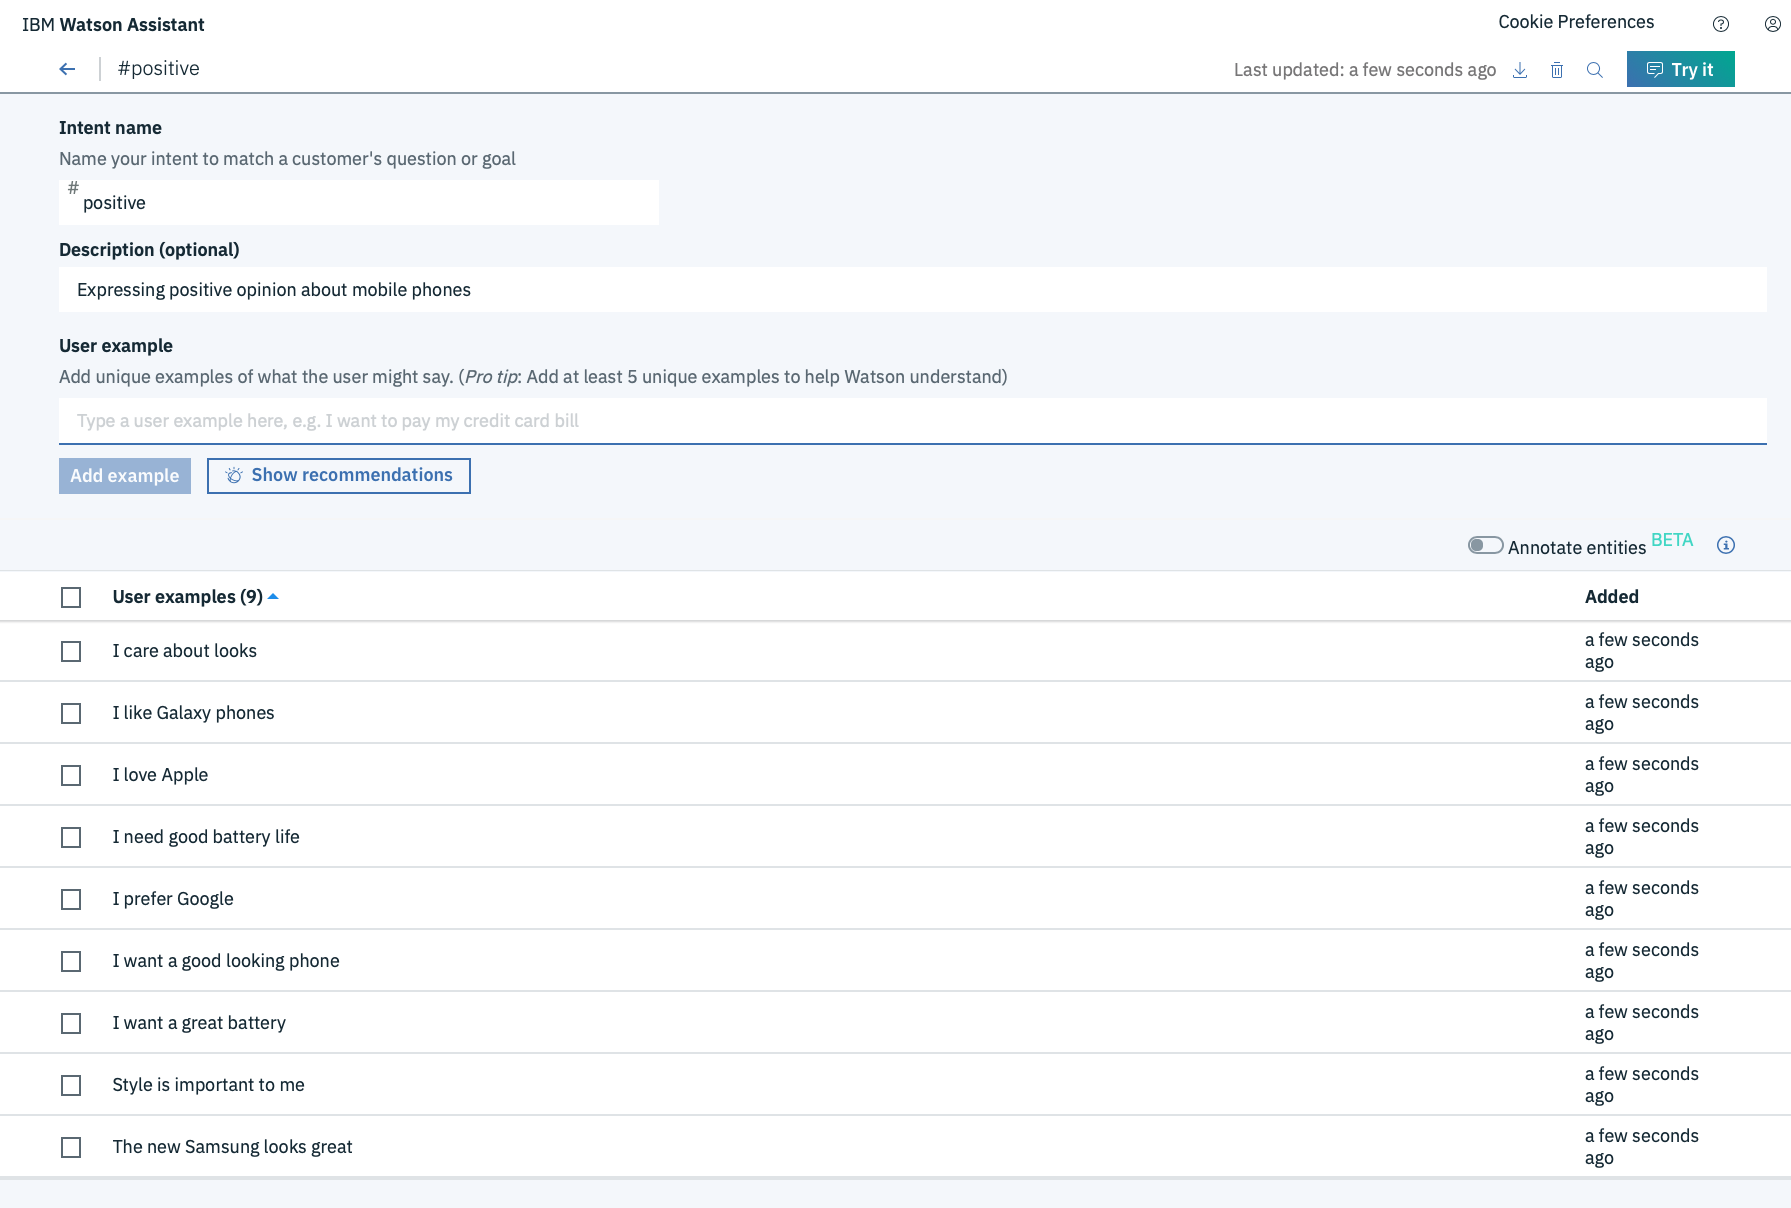 IBM Watson Assistant
Cookie Preferences
#positive
Last updated: a few seconds ago
Try it
Intent name
Name your intent to match a customer's question or goal
#
positive
Description (optional)
Expressing positive opinion about mobile phones
User example
Add unique examples of what the user might say. (Pro tip: Add at least 5 unique examples to help Watson understand)
Type a user example here, e.g. I want to pay my credit card bill
Add example
Show recommendations
Annotate entities BETA
User examples (9)
Added
I care about looks
a few seconds
ago
I like Galaxy phones
a few seconds
ago
I love Apple
a few seconds
ago
I need good battery life
a few seconds
ago
I prefer Google
a few seconds
ago
I want a good looking phone
a few seconds
ago
I want a great battery
a few seconds
ago
Style is important to me
a few seconds
ago
The new Samsung looks great
a few seconds
ago